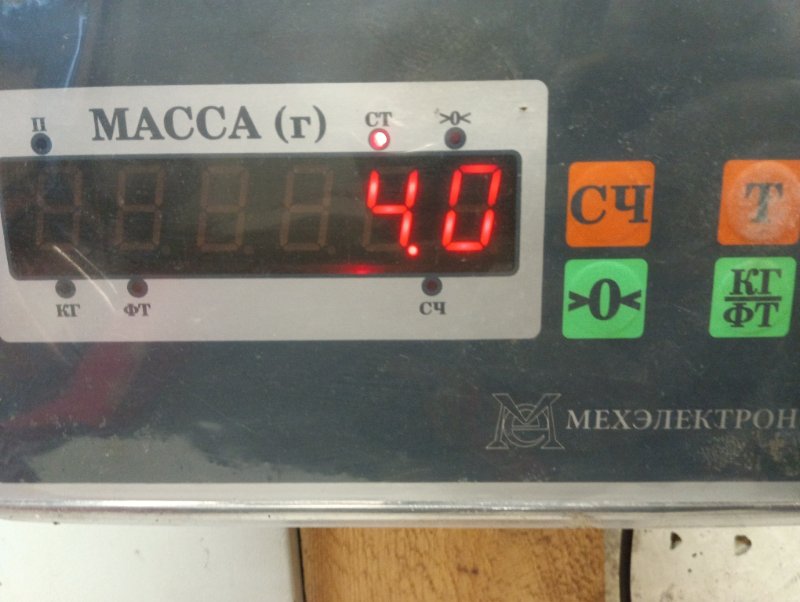 П МАССА (г) СТ >0<
4.0
КГ ФТ СЧ
СЧ Т
>0< КГ/ФТ
МЕХЭЛЕКТРОН